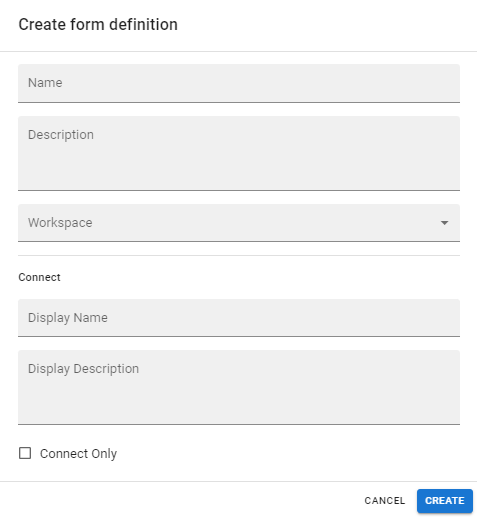 Create form definition
Name
Description
Workspace
Connect
Display Name
Display Description
Connect Only
CANCEL CREATE